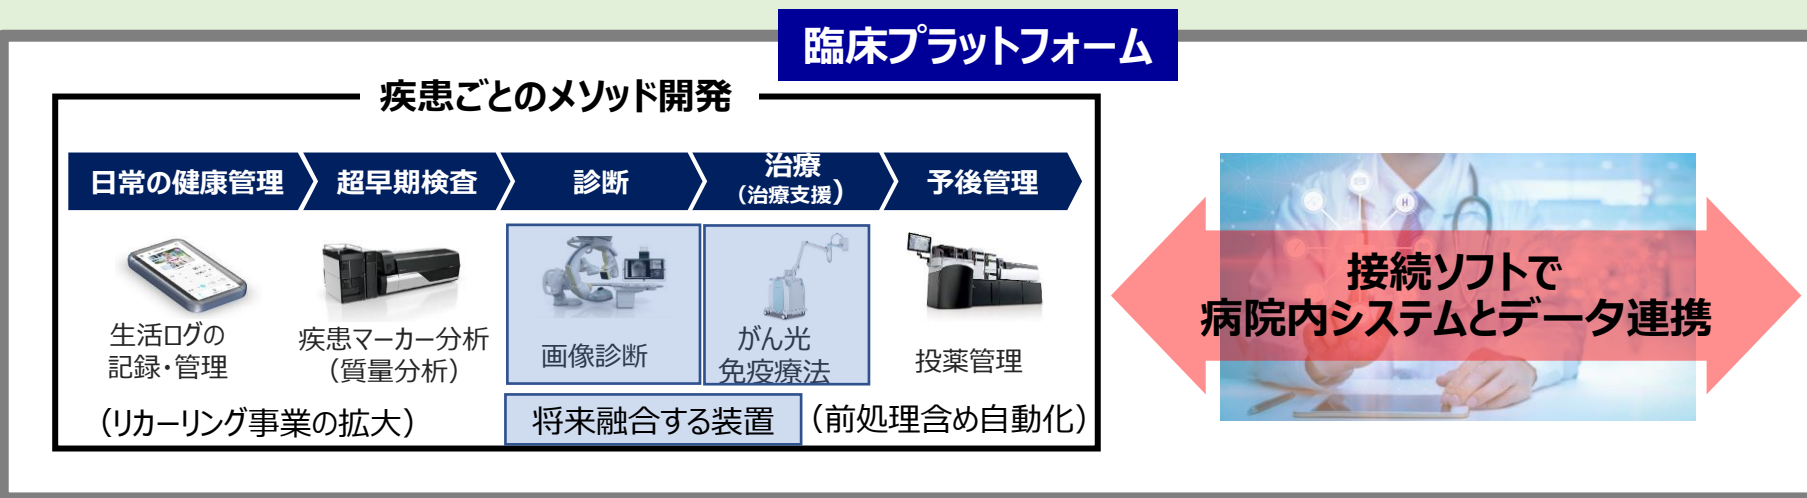 臨床プラットフォーム
疾患ごとのメソッド開発
日常の健康管理
超早期検査
診断
治療
(治療支援)
予後管理
生活ログの
記録・管理
疾患マーカー分析
(質量分析)
画像診断
がん光
免疫療法
投薬管理
(リカーリング事業の拡大)
将来融合する装置
(前処理含め自動化)
H
接続ソフトで
病院内システムとデータ連携